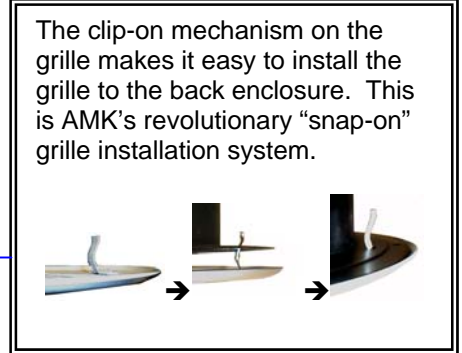 The clip-on mechanism on the
grille makes it easy to install the
grille to the back enclosure.  This
is AMK’s revolutionary “snap-on”
grille installation system.